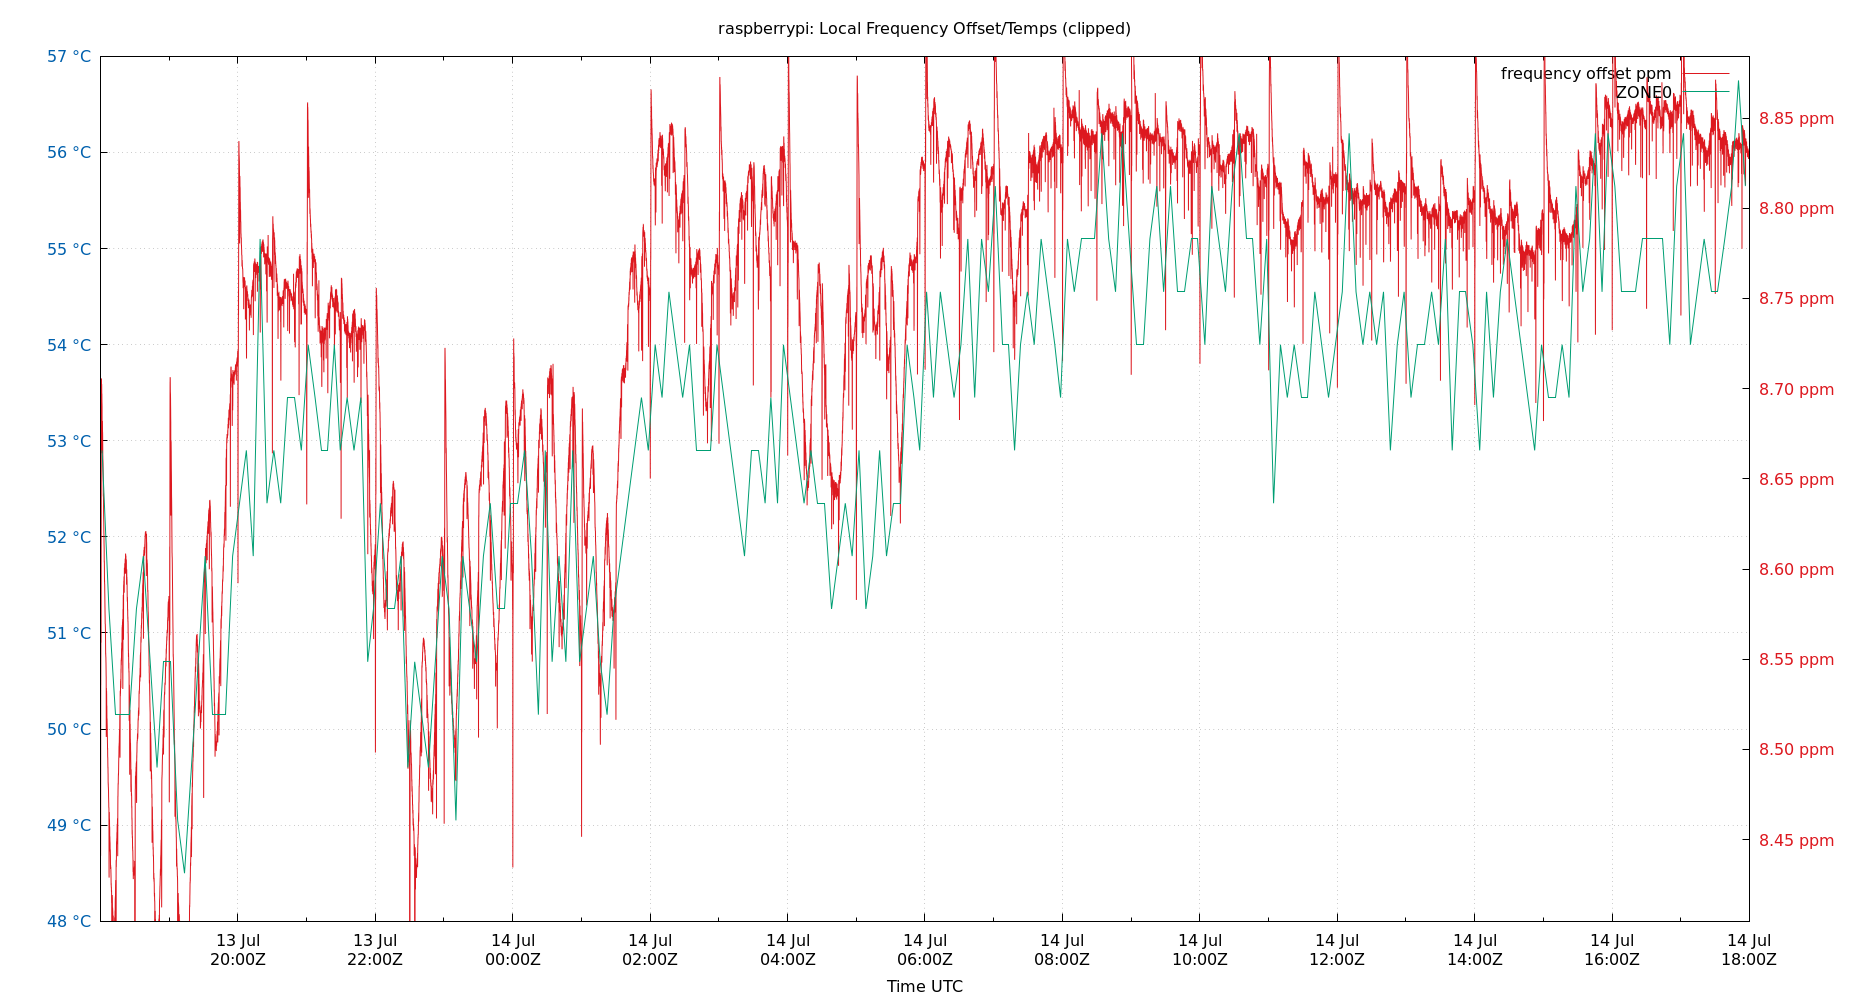 raspberrypi: Local Frequency Offset/Temps (clipped)
57 °C
56 °C
55 °C
54 °C
53 °C
52 °C
51 °C
50 °C
49 °C
48 °C
frequency offset ppm
ZONE0
8.85 ppm
8.80 ppm
8.75 ppm
8.70 ppm
8.65 ppm
8.60 ppm
8.55 ppm
8.50 ppm
8.45 ppm
13 Jul
20:00Z
13 Jul
22:00Z
14 Jul
00:00Z
14 Jul
02:00Z
14 Jul
04:00Z
14 Jul
06:00Z
14 Jul
08:00Z
14 Jul
10:00Z
14 Jul
12:00Z
14 Jul
14:00Z
14 Jul
16:00Z
14 Jul
18:00Z
Time UTC